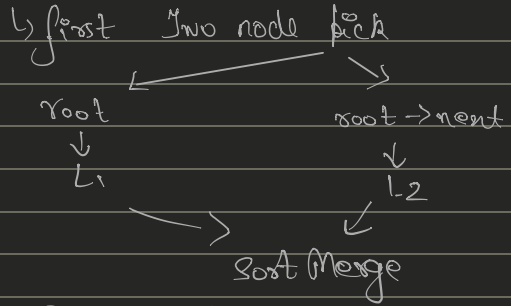 ↳ first Two node pick
root root → next
L1 L2
Sort Merge